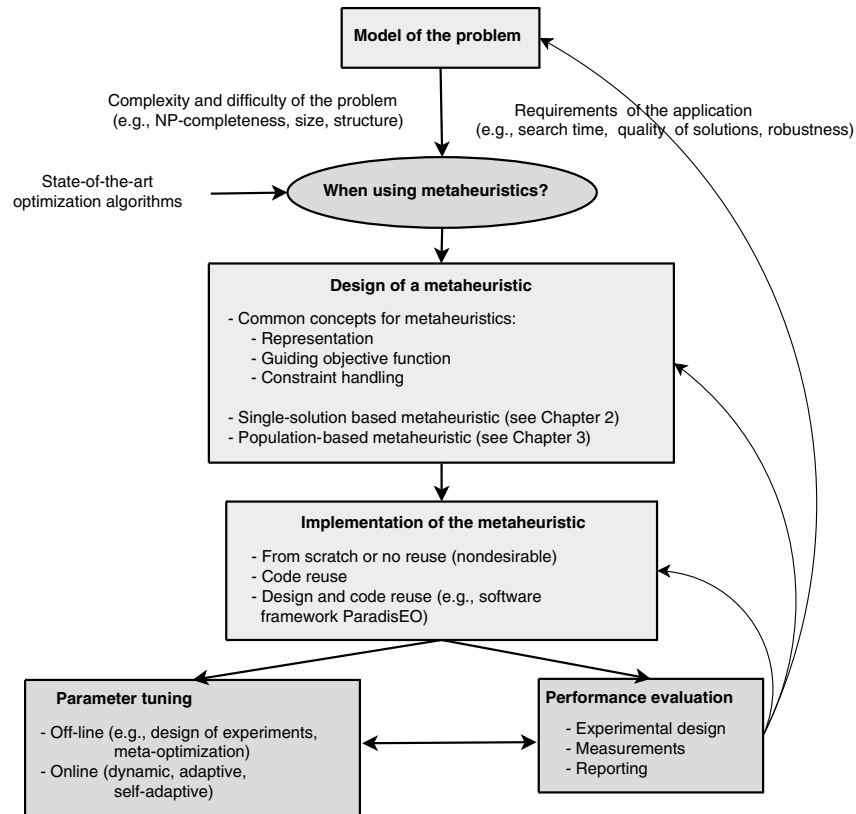 Model of the problem
Complexity and difficulty of the problem
(e.g., NP-completeness, size, structure)
Requirements of the application
(e.g., search time, quality of solutions, robustness)
State-of-the-art
optimization algorithms
When using metaheuristics?
Design of a metaheuristic
- Common concepts for metaheuristics:
- Representation
- Guiding objective function
- Constraint handling
- Single-solution based metaheuristic (see Chapter 2)
- Population-based metaheuristic (see Chapter 3)
Implementation of the metaheuristic
- From scratch or no reuse (nondesirable)
- Code reuse
- Design and code reuse (e.g., software
framework ParadisEO)
Parameter tuning
- Off-line (e.g., design of experiments,
meta-optimization)
- Online (dynamic, adaptive,
self-adaptive)
Performance evaluation
- Experimental design
- Measurements
- Reporting